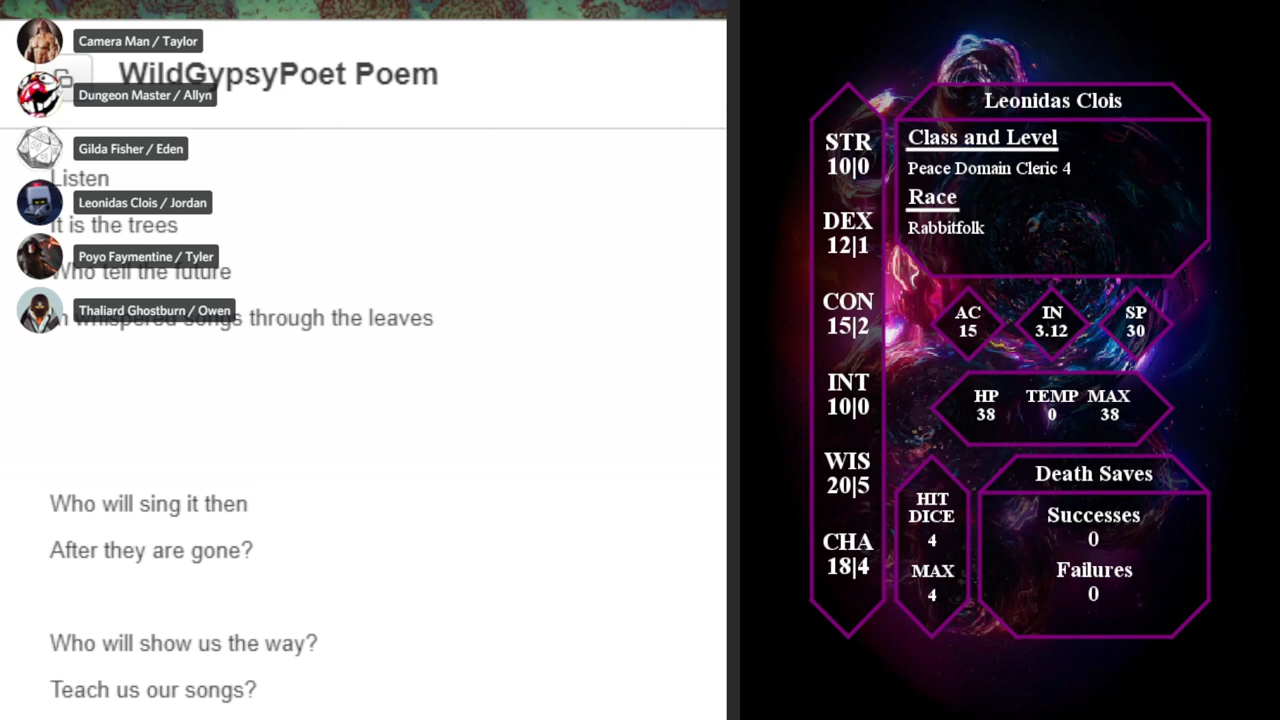 Camera Man / Taylor
WildGypsyPoet Poem
Dungeon Master / Allyn
Gilda Fisher / Eden
Listen
Leonidas Clois / Jordan
It is the trees
Poyo Faymentine / Tyler
Who tell the future
Thaliard Ghostburn / Owen
In whispered songs through the leaves
Who will sing it then
After they are gone?
Who will show us the way?
Teach us our songs?
Leonidas Clois
Class and Level
Peace Domain Cleric 4
Race
Rabbitfolk
STR
10|0
DEX
12|1
CON
15|2
INT
10|0
WIS
20|5
CHA
18|4
AC
15
IN
3.12
SP
30
HP
38
TEMP
0
MAX
38
HIT
DICE
4
MAX
4
Death Saves
Successes
0
Failures
0